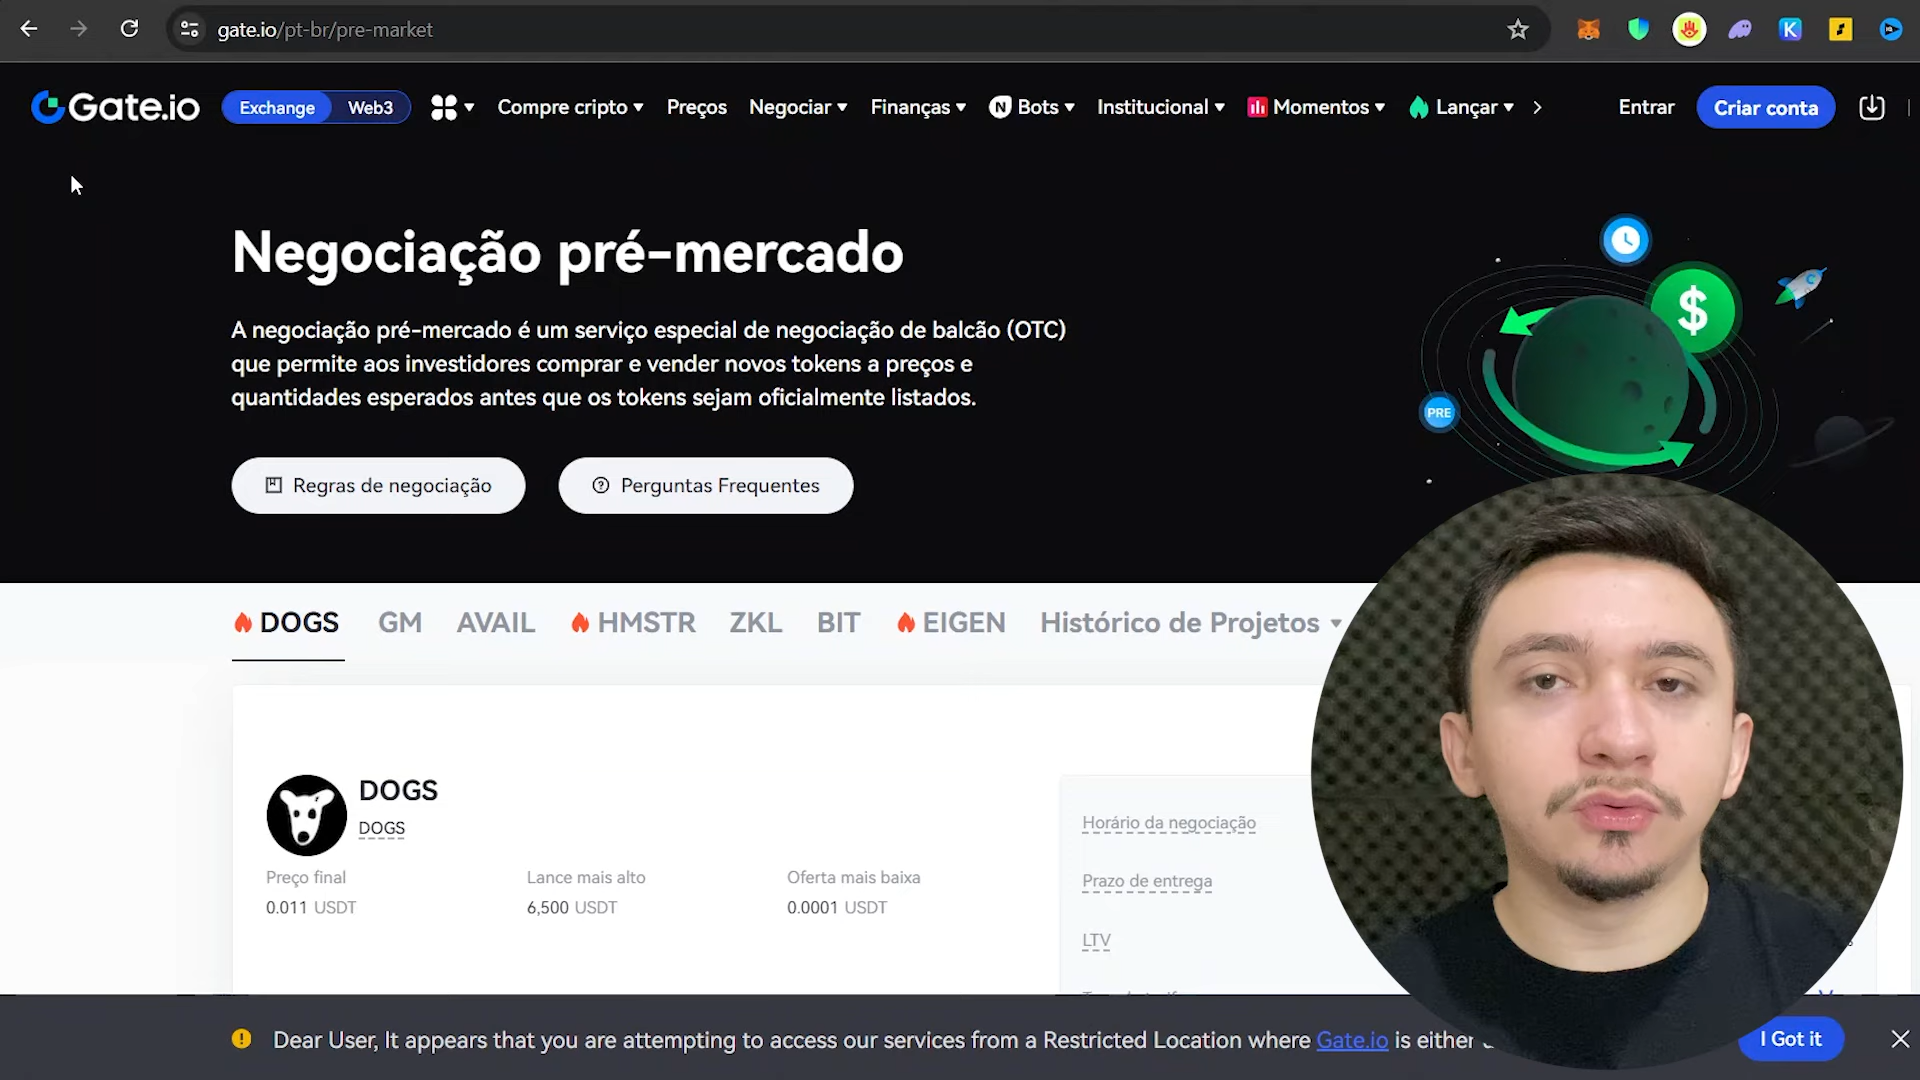 gate.io/pt-br/pre-market
K
Gate.io
Exchange
Web3
Compre cripto
Preços
Negociar
Finanças
N Bots
Institucional
Momentos
Lançar
Entrar
Criar conta
Negociação pré-mercado
A negociação pré-mercado é um serviço especial de negociação de balcão (OTC)
que permite aos investidores comprar e vender novos tokens a preços e
quantidades esperados antes que os tokens sejam oficialmente listados.
$
PRE
Regras de negociação
Perguntas Frequentes
DOGS
GM
AVAIL
HMSTR
ZKL
BIT
EIGEN
Histórico de Projetos
DOGS
DOGS
Preço final
Lance mais alto
Oferta mais baixa
0.011 USDT
6,500 USDT
0.0001 USDT
Horário da negociação
Prazo de entrega
LTV
Dear User, It appears that you are attempting to access our services from a Restricted Location where Gate.io is either
I Got it